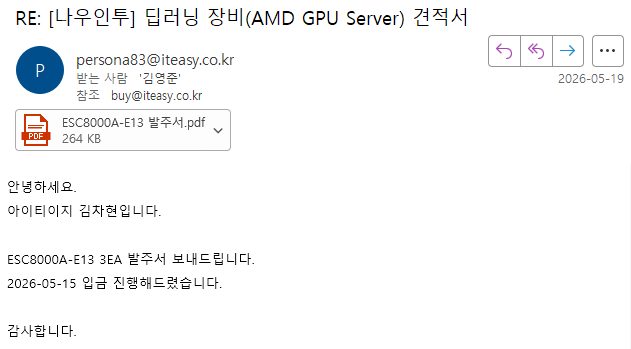 RE: [나우인투] 딥러닝 장비(AMD GPU Server) 견적서
P
persona83@iteasy.co.kr
받는 사람 '김영준'
참조 buy@iteasy.co.kr
2026-05-19
PDF
ESC8000A-E13 발주서.pdf
264 KB
안녕하세요.
아이티이지 김차현입니다.
ESC8000A-E13 3EA 발주서 보내드립니다.
2026-05-15 입금 진행해드렸습니다.
감사합니다.